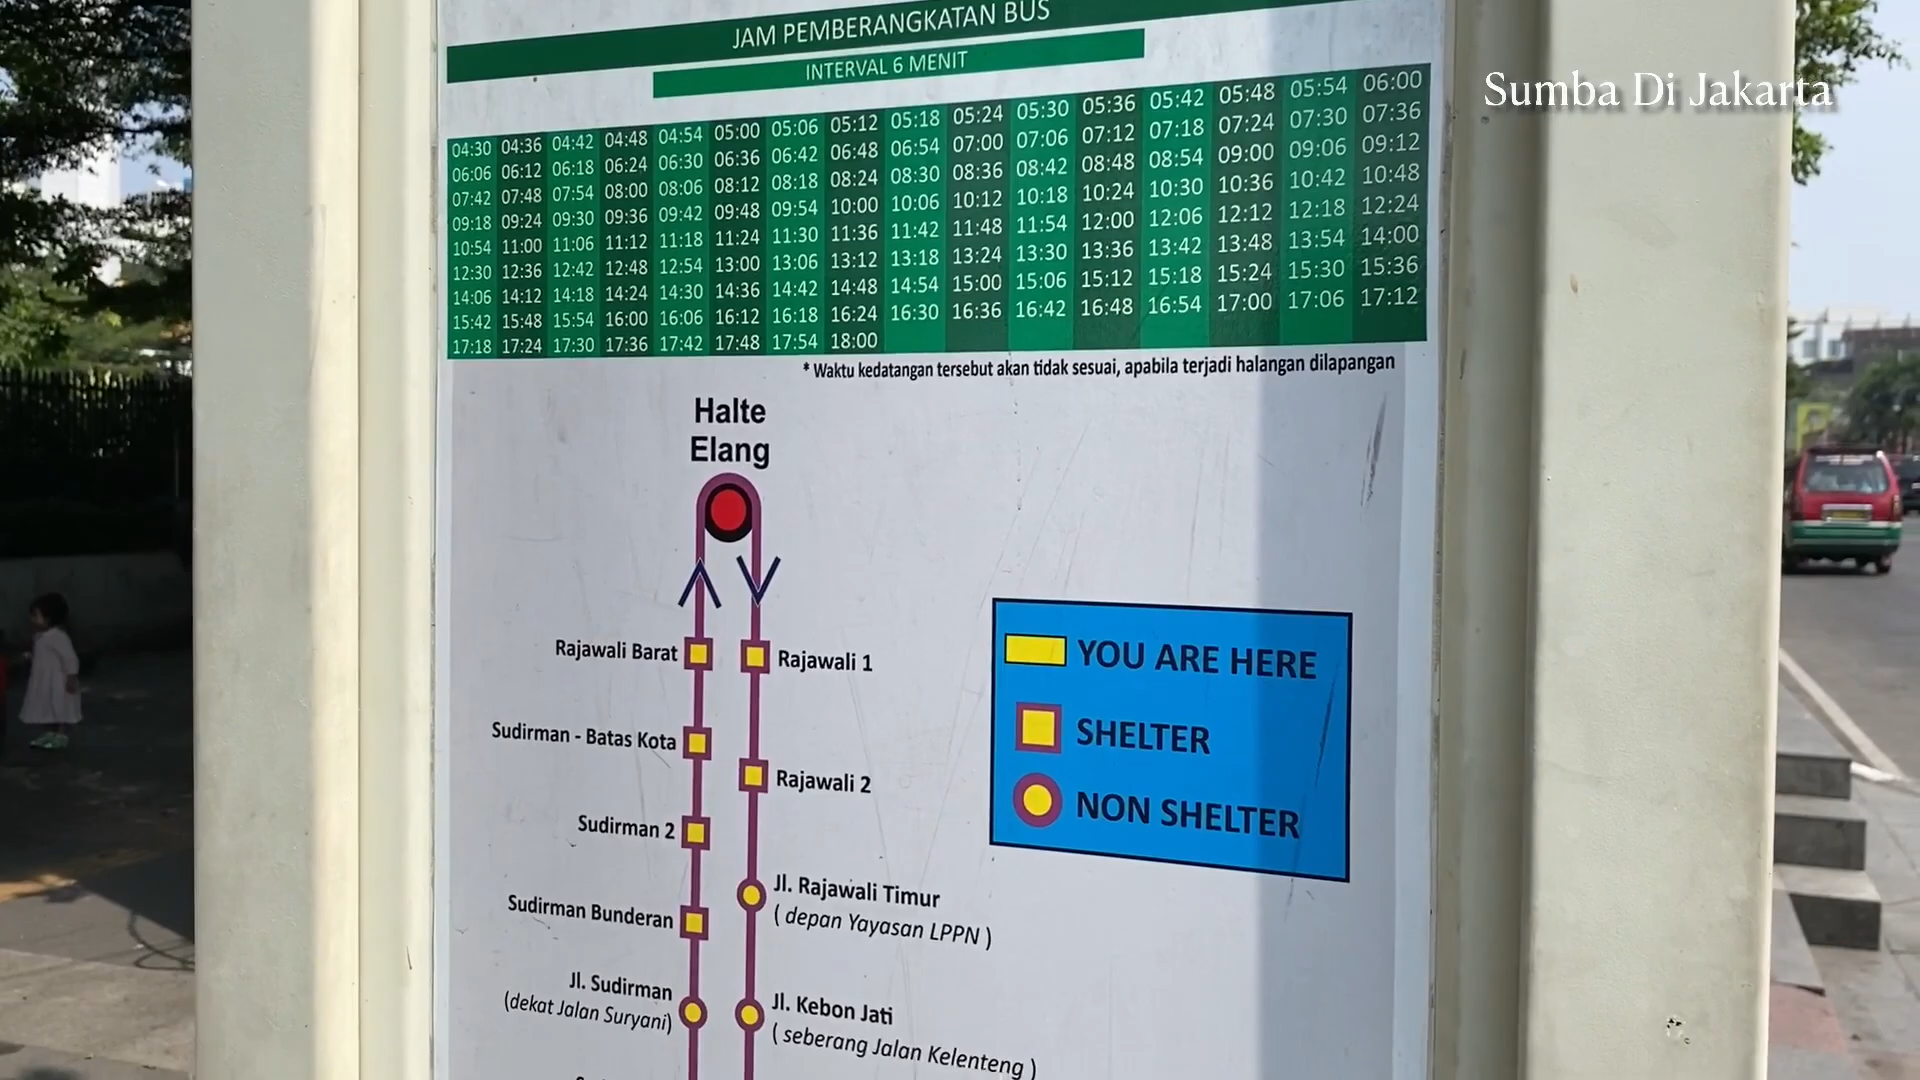 JAM PEMBERANGKATAN BUS
INTERVAL 6 MENIT
Sumba Di Jakarta
04:30 04:36 04:42 04:48 04:54 05:00 05:06 05:12 05:18 05:24 05:30 05:36 05:42 05:48 05:54 06:00
06:06 06:12 06:18 06:24 06:30 06:36 06:42 06:48 06:54 07:00 07:06 07:12 07:18 07:24 07:30 07:36
07:42 07:48 07:54 08:00 08:06 08:12 08:18 08:24 08:30 08:36 08:42 08:48 08:54 09:00 09:06 09:12
09:18 09:24 09:30 09:36 09:42 09:48 09:54 10:00 10:06 10:12 10:18 10:24 10:30 10:36 10:42 10:48
10:54 11:00 11:06 11:12 11:18 11:24 11:30 11:36 11:42 11:48 11:54 12:00 12:06 12:12 12:18 12:24
12:30 12:36 12:42 12:48 12:54 13:00 13:06 13:12 13:18 13:24 13:30 13:36 13:42 13:48 13:54 14:00
14:06 14:12 14:18 14:24 14:30 14:36 14:42 14:48 14:54 15:00 15:06 15:12 15:18 15:24 15:30 15:36
15:42 15:48 15:54 16:00 16:06 16:12 16:18 16:24 16:30 16:36 16:42 16:48 16:54 17:00 17:06 17:12
17:18 17:24 17:30 17:36 17:42 17:48 17:54 18:00
* Waktu kedatangan tersebut akan tidak sesuai, apabila terjadi halangan dilapangan
Halte
Elang
Rajawali Barat
Rajawali 1
Sudirman - Batas Kota
Rajawali 2
Sudirman 2
Jl. Rajawali Timur
( depan Yayasan LPPN )
Sudirman Bunderan
Jl. Sudirman
(dekat Jalan Suryani)
Jl. Kebon Jati
( seberang Jalan Kelenteng )
YOU ARE HERE
SHELTER
NON SHELTER